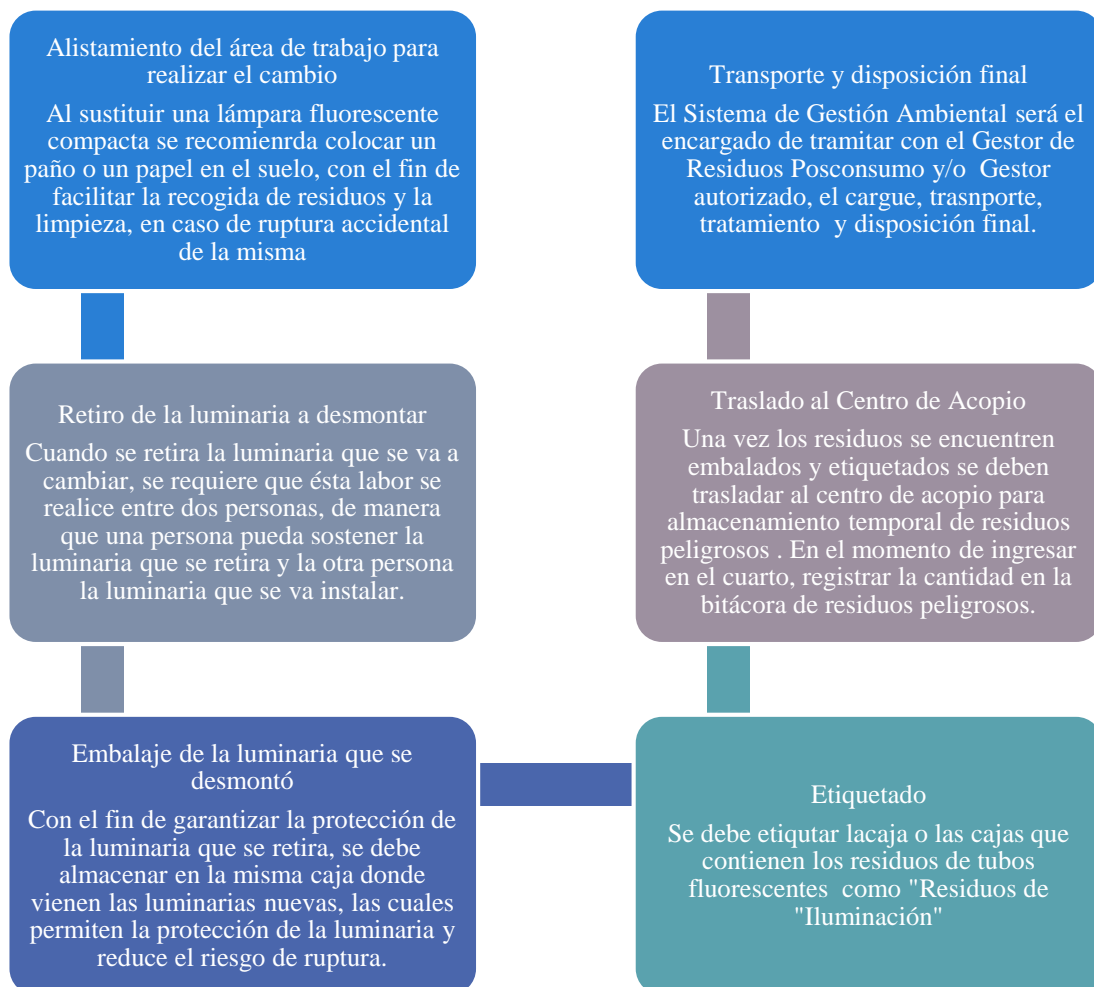 Alistamiento del área de trabajo para
realizar el cambio
Al sustituir una lámpara fluorescente
compacta se recomienrda colocar un
paño o un papel en el suelo, con el fin de
facilitar la recogida de residuos y la
limpieza, en caso de ruptura accidental
de la misma
Retiro de la luminaria a desmontar
Cuando se retira la luminaria que se va a
cambiar, se requiere que ésta labor se
realice entre dos personas, de manera
que una persona pueda sostener la
luminaria que se retira y la otra persona
la luminaria que se va instalar.
Embalaje de la luminaria que se
desmontó
Con el fin de garantizar la protección de
la luminaria que se retira, se debe
almacenar en la misma caja donde
vienen las luminarias nuevas, las cuales
permiten la protección de la luminaria y
reduce el riesgo de ruptura.
Etiquetado
Se debe etiqutar lacaja o las cajas que
contienen los residuos de tubos
fluorescentes  como "Residuos de
"Iluminación"
Traslado al Centro de Acopio
Una vez los residuos se encuentren
embalados y etiquetados se deben
trasladar al centro de acopio para
almacenamiento temporal de residuos
peligrosos . En el momento de ingresar
en el cuarto, registrar la cantidad en la
bitácora de residuos peligrosos.
Transporte y disposición final
El Sistema de Gestión Ambiental será el
encargado de tramitar con el Gestor de
Residuos Posconsumo y/o  Gestor
autorizado, el cargue, trasnporte,
tratamiento  y disposición final.